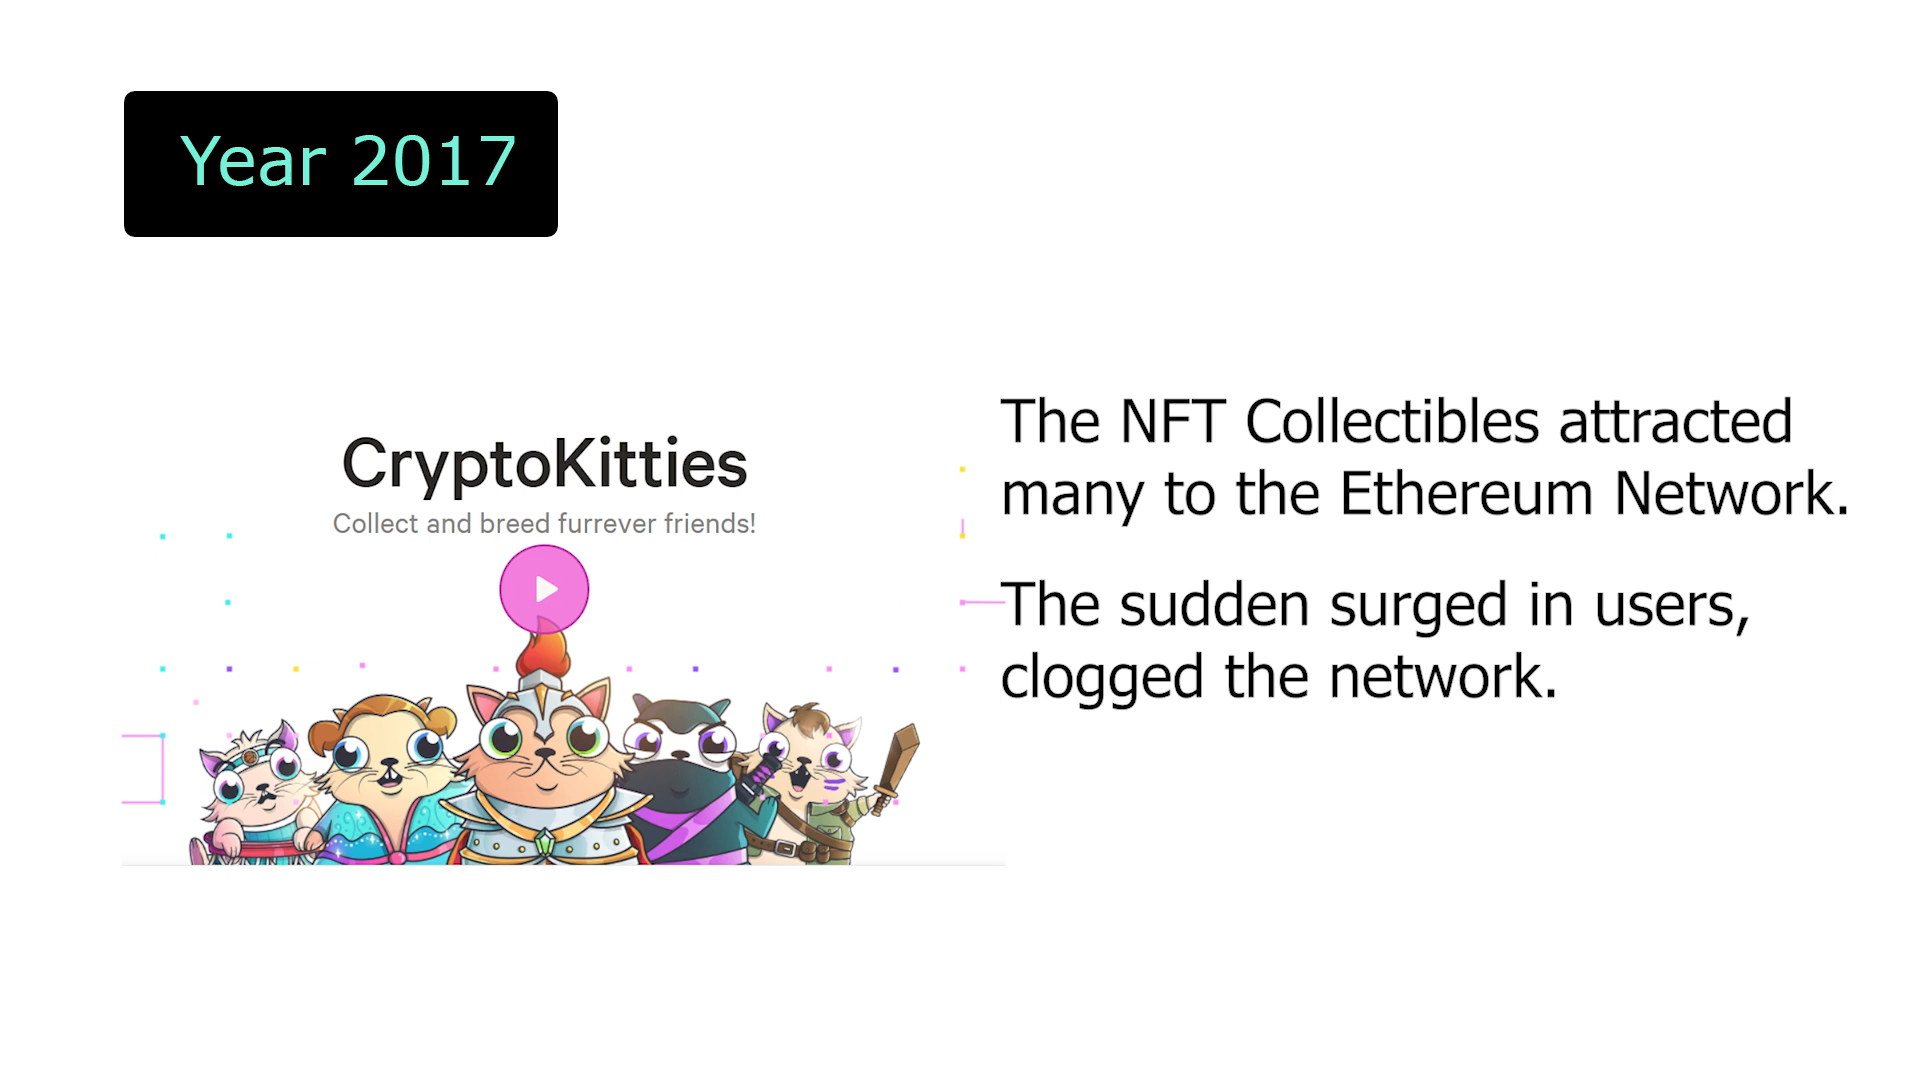 Year 2017
CryptoKitties
Collect and breed furrever friends!
The NFT Collectibles attracted
many to the Ethereum Network.
The sudden surged in users,
clogged the network.